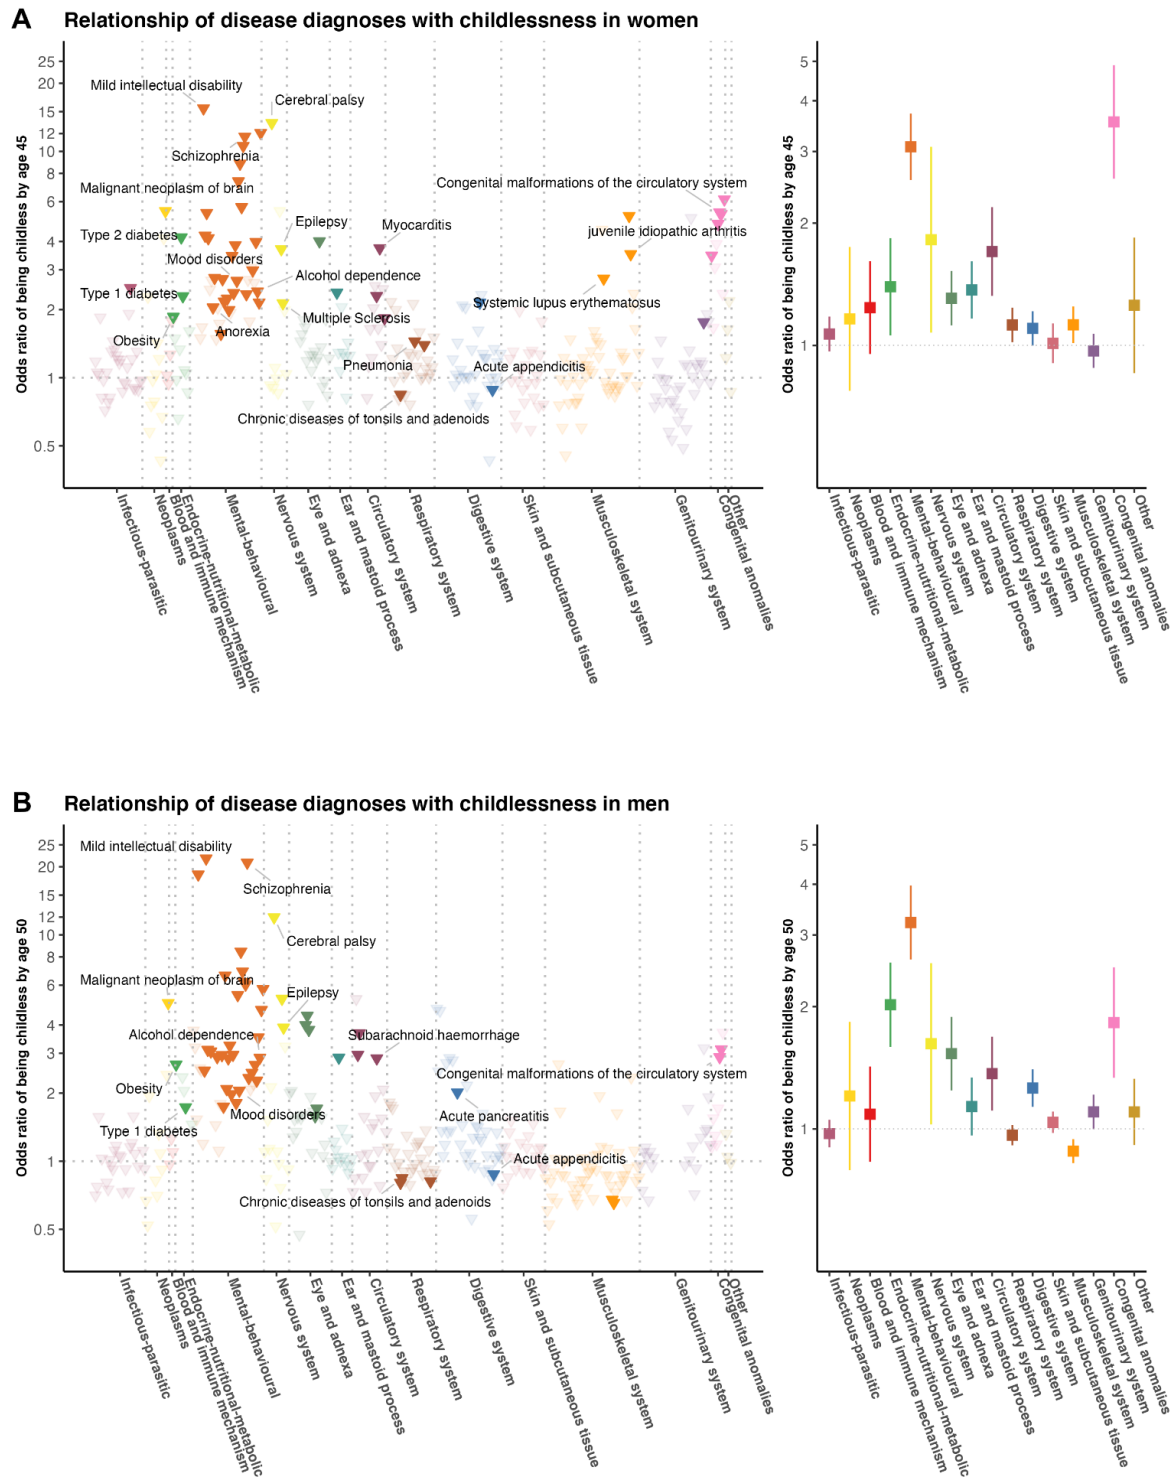 A Relationship of disease diagnoses with childlessness in women
Odds ratio of being childless by age 45
25
20
15
12
10
8
6
4
3
2
1
0.5
Mild intellectual disability
Cerebral palsy
Schizophrenia
Malignant neoplasm of brain
Congenital malformations of the circulatory system
Epilepsy
Myocarditis
Type 2 diabetes
juvenile idiopathic arthritis
Mood disorders
Alcohol dependence
Type 1 diabetes
Systemic lupus erythematosus
Multiple Sclerosis
Anorexia
Obesity
Pneumonia
Acute appendicitis
Chronic diseases of tonsils and adenoids
Infectious-parasitic
Neoplasms
Blood and immune mechanism
Endocrine-nutritional-metabolic
Mental-behavioural
Nervous system
Eye and adnexa
Ear and mastoid process
Circulatory system
Respiratory system
Digestive system
Skin and subcutaneous tissue
Musculoskeletal system
Genitourinary system
Congenital anomalies
Other
Odds ratio of being childless by age 45
5
4
3
2
1
Infectious-parasitic
Neoplasms
Blood and immune mechanism
Endocrine-nutritional-metabolic
Mental-behavioural
Nervous system
Eye and adnexa
Ear and mastoid process
Circulatory system
Respiratory system
Digestive system
Skin and subcutaneous tissue
Musculoskeletal system
Genitourinary system
Congenital anomalies
Other
B Relationship of disease diagnoses with childlessness in men
Odds ratio of being childless by age 50
25
20
15
12
10
8
6
4
3
2
1
0.5
Mild intellectual disability
Schizophrenia
Cerebral palsy
Malignant neoplasm of brain
Epilepsy
Alcohol dependence
Subarachnoid haemorrhage
Congenital malformations of the circulatory system
Obesity
Mood disorders
Acute pancreatitis
Type 1 diabetes
Acute appendicitis
Chronic diseases of tonsils and adenoids
Infectious-parasitic
Neoplasms
Blood and immune mechanism
Endocrine-nutritional-metabolic
Mental-behavioural
Nervous system
Eye and adnexa
Ear and mastoid process
Circulatory system
Respiratory system
Digestive system
Skin and subcutaneous tissue
Musculoskeletal system
Genitourinary system
Congenital anomalies
Other
Odds ratio of being childless by age 50
5
4
3
2
1
Infectious-parasitic
Neoplasms
Blood and immune mechanism
Endocrine-nutritional-metabolic
Mental-behavioural
Nervous system
Eye and adnexa
Ear and mastoid process
Circulatory system
Respiratory system
Digestive system
Skin and subcutaneous tissue
Musculoskeletal system
Genitourinary system
Congenital anomalies
Other